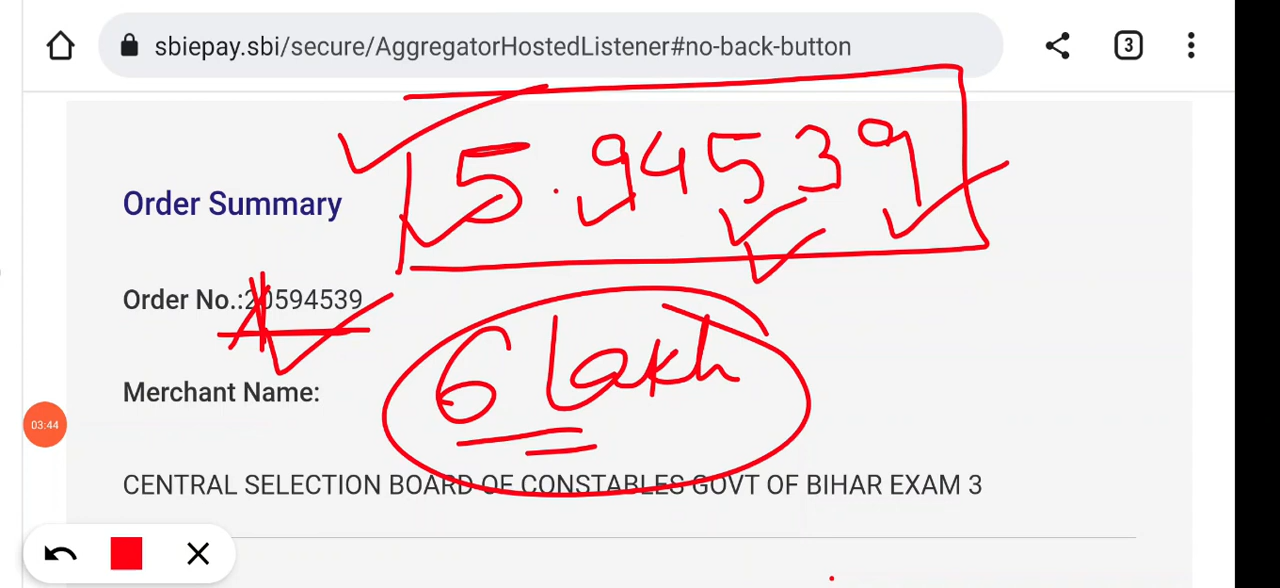 sbiepay.sbi/secure/AggregatorHostedListener#no-back-button
3
5.94539
Order Summary
Order No.:20594539
6 lakh
Merchant Name:
03:44
CENTRAL SELECTION BOARD OF CONSTABLES GOVT OF BIHAR EXAM 3